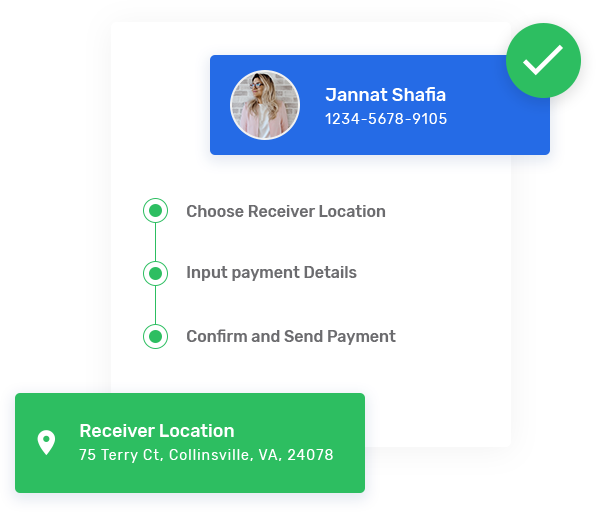 Jannat Shafia
1234-5678-9105
Choose Receiver Location
Input payment Details
Confirm and Send Payment
Receiver Location
75 Terry Ct, Collinsville, VA, 24078